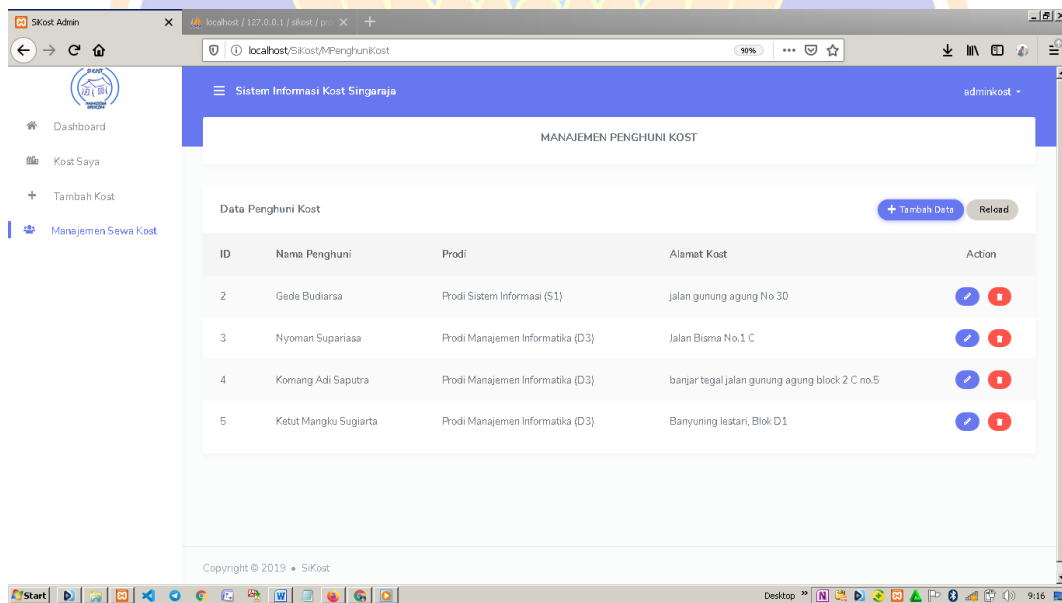 SiKost Admin
localhost / 127.0.0.1 / sikost / pro
localhost/SiKost/MPenghuniKost
90%
Sistem Informasi Kost Singaraja
adminkost
Dashboard
Kost Saya
Tambah Kost
Manajemen Sewa Kost
MANAJEMEN PENGHUNI KOST
Data Penghuni Kost
+ Tambah Data
Reload
ID Nama Penghuni Prodi Alamat Kost Action
2 Gede Budiarsa Prodi Sistem Informasi (S1) jalan gunung agung No 30
3 Nyoman Supariasa Prodi Manajemen Informatika (D3) Jalan Bisma No.1 C
4 Komang Adi Saputra Prodi Manajemen Informatika (D3) banjar tegal jalan gunung agung block 2 C no.5
5 Ketut Mangku Sugiarta Prodi Manajemen Informatika (D3) Banyuning lestari, Blok D1
Copyright © 2019 • SiKost
Start
Desktop »
9:16